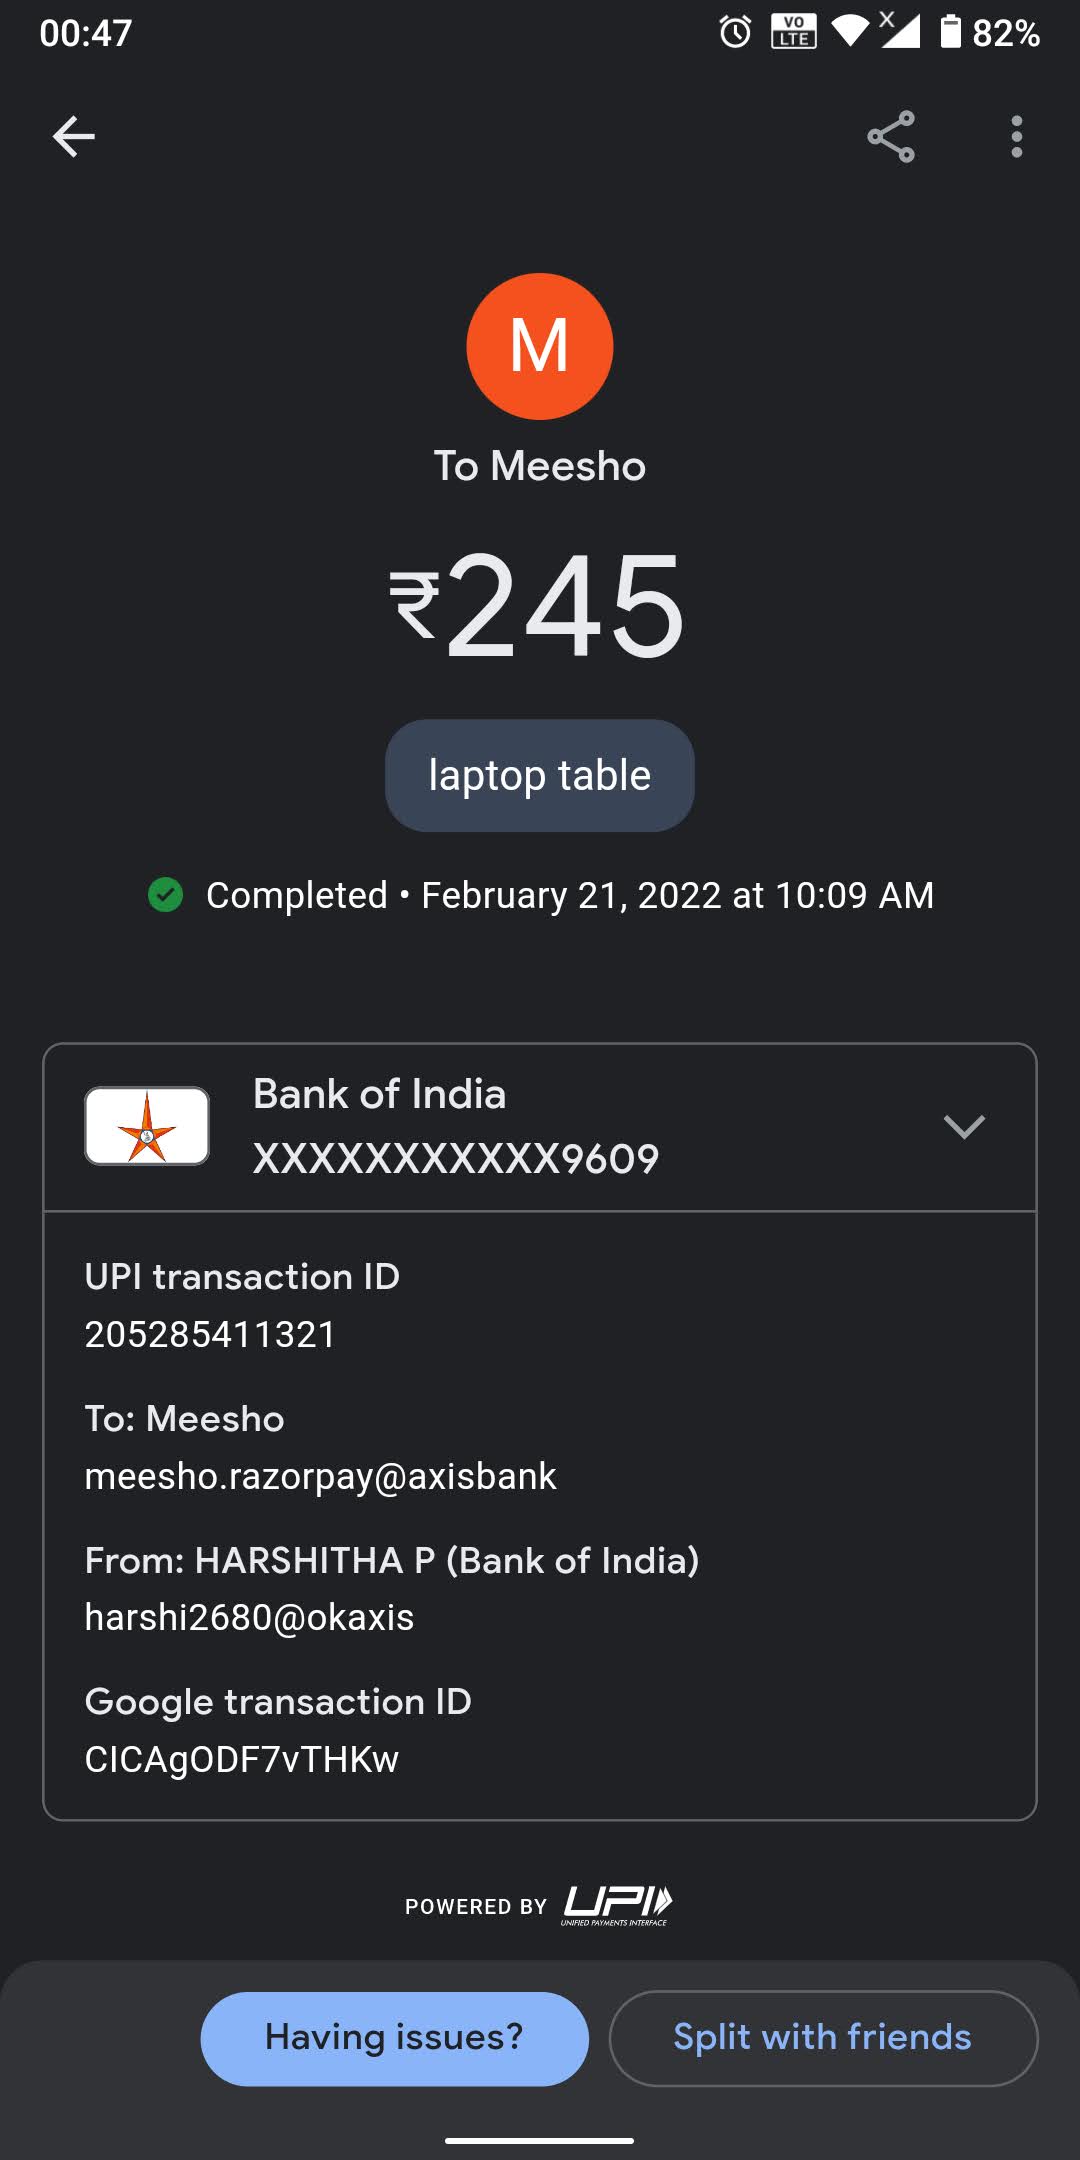 00:47
VO
LTE
X
82%
M
To Meesho
₹245
laptop table
Completed • February 21, 2022 at 10:09 AM
Bank of India
XXXXXXXXXXX9609
UPI transaction ID
205285411321
To: Meesho
meesho.razorpay@axisbank
From: HARSHITHA P (Bank of India)
harshi2680@okaxis
Google transaction ID
CICAgODF7vTHKw
POWERED BY UPI
UNIFIED PAYMENTS INTERFACE
Having issues?
Split with friends